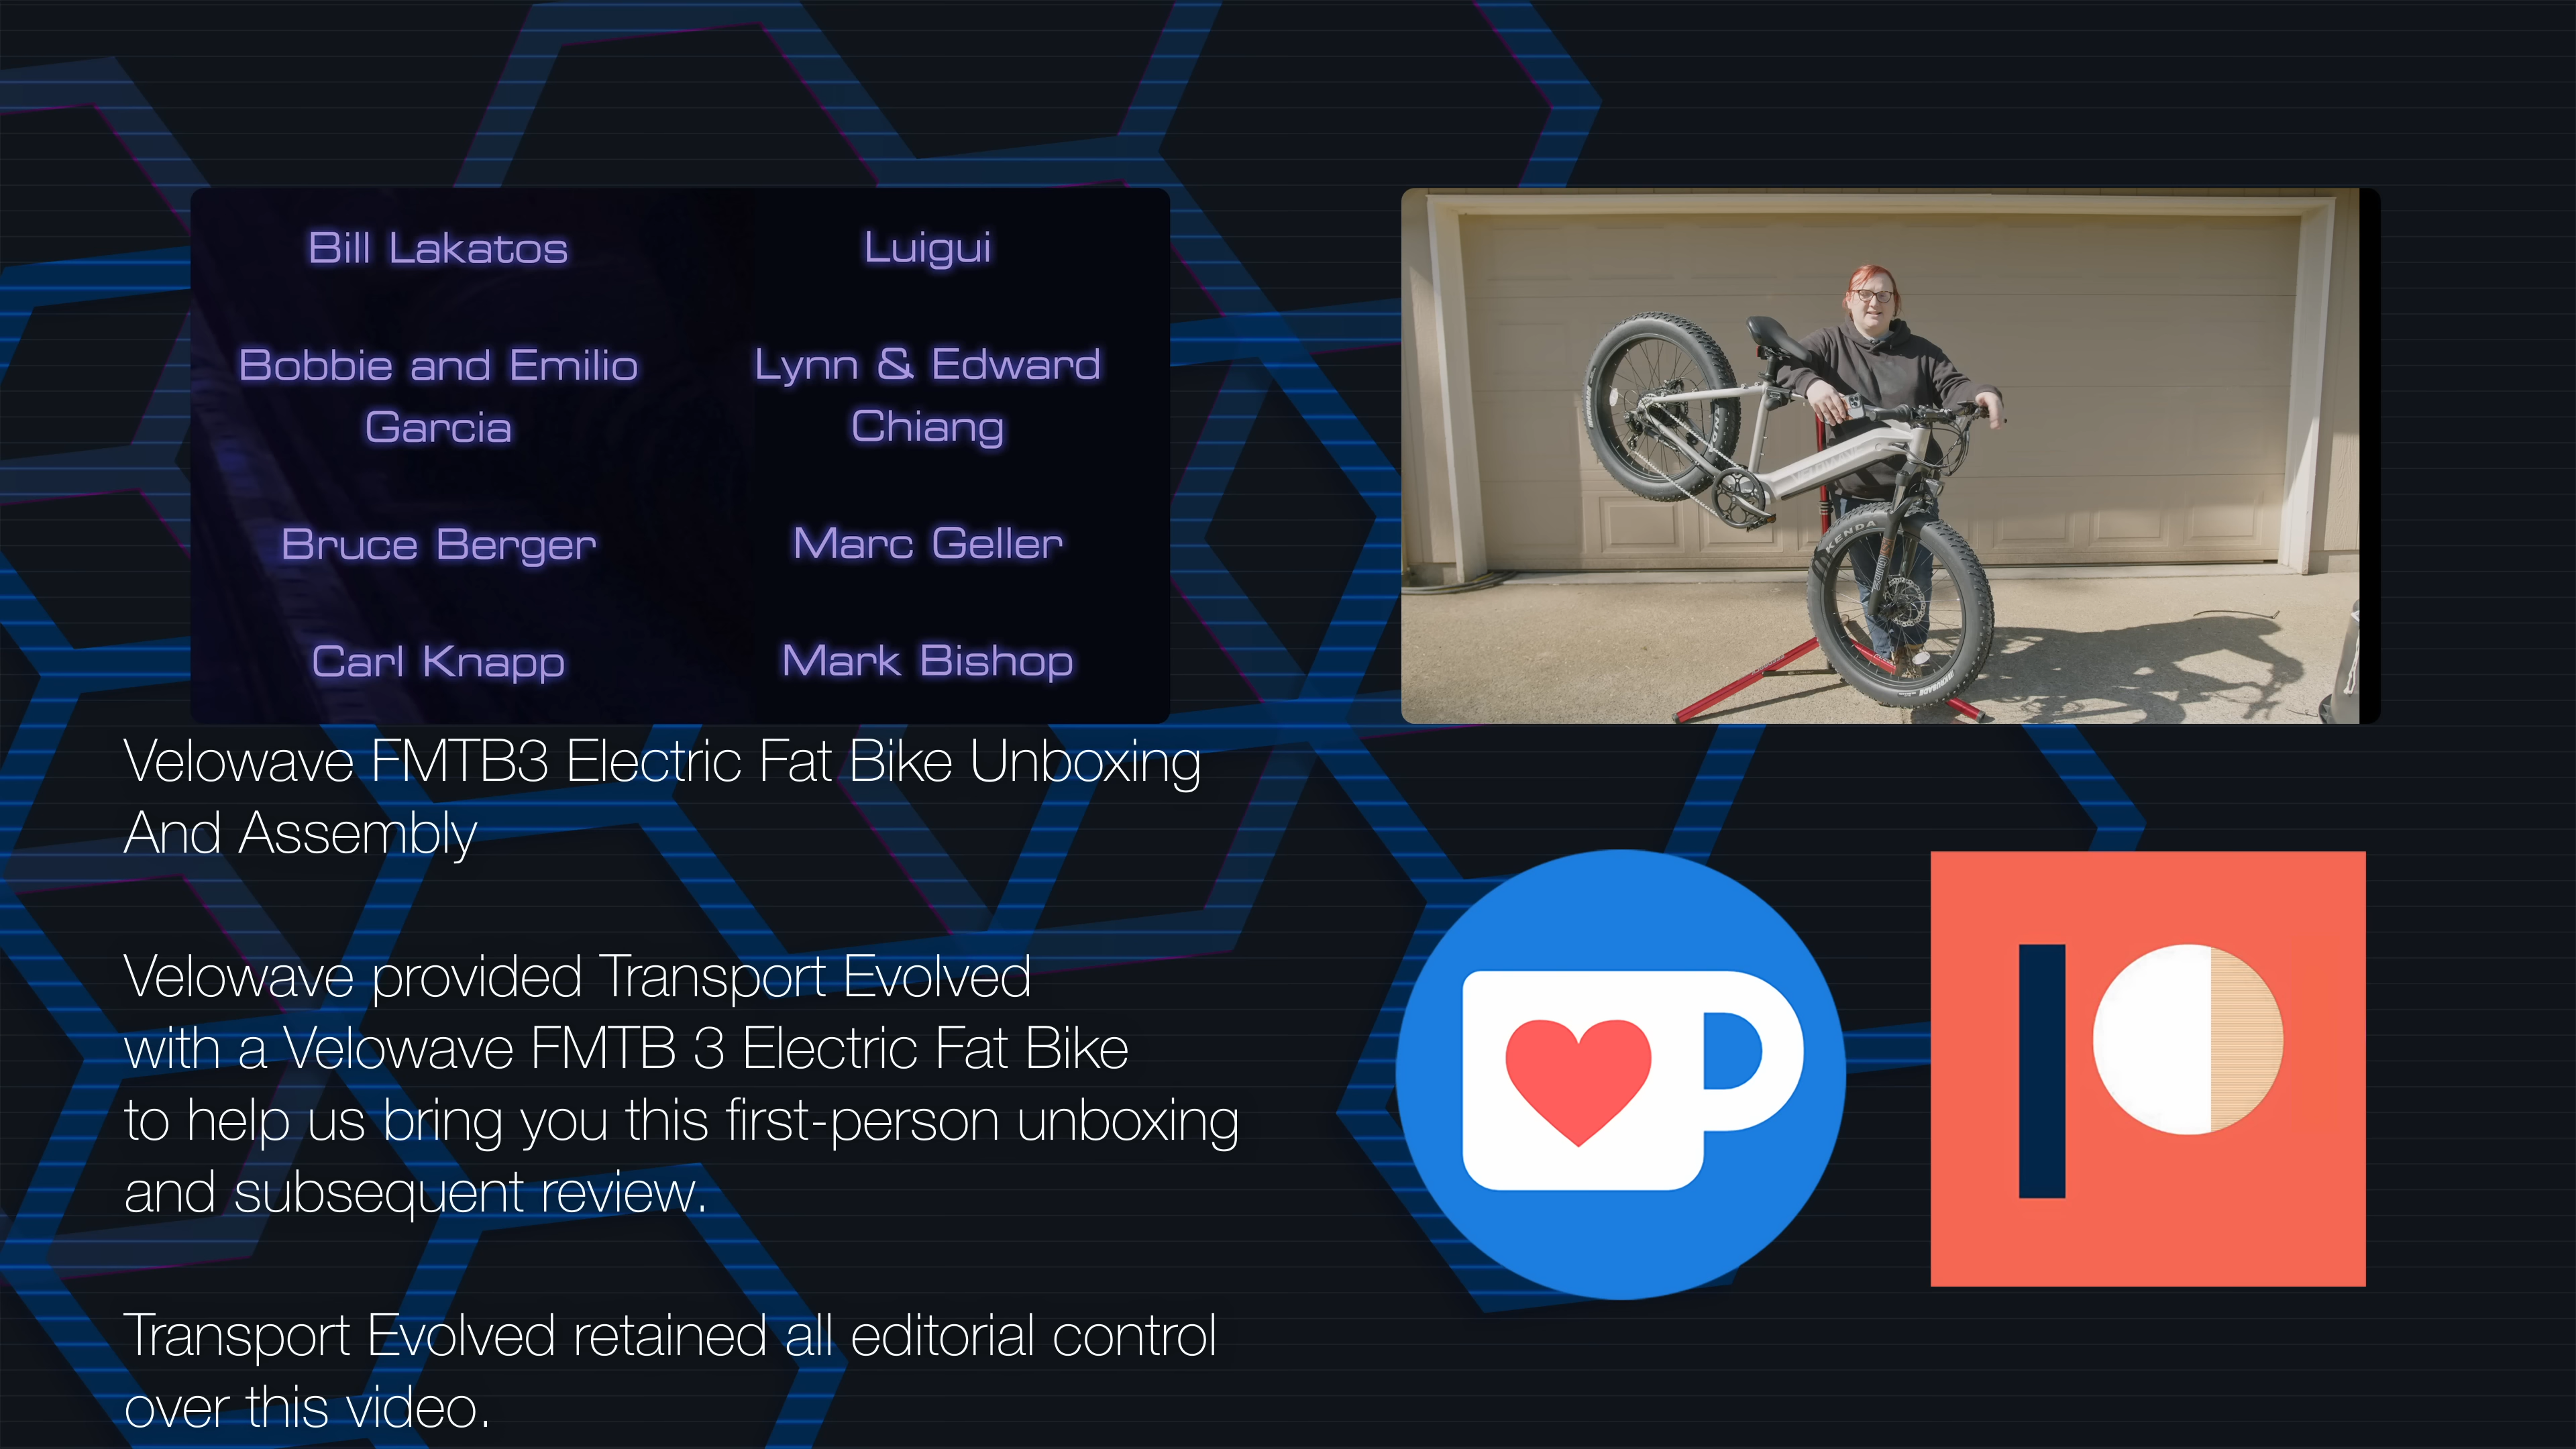 Bill Lakatos
Luigui
Bobbie and Emilio
Garcia
Lynn & Edward
Chiang
Bruce Berger
Marc Geller
Carl Knapp
Mark Bishop
KENDA
Velowave FMTB3 Electric Fat Bike Unboxing
And Assembly
Velowave provided Transport Evolved
with a Velowave FMTB 3 Electric Fat Bike
to help us bring you this first-person unboxing
and subsequent review.
Transport Evolved retained all editorial control
over this video.